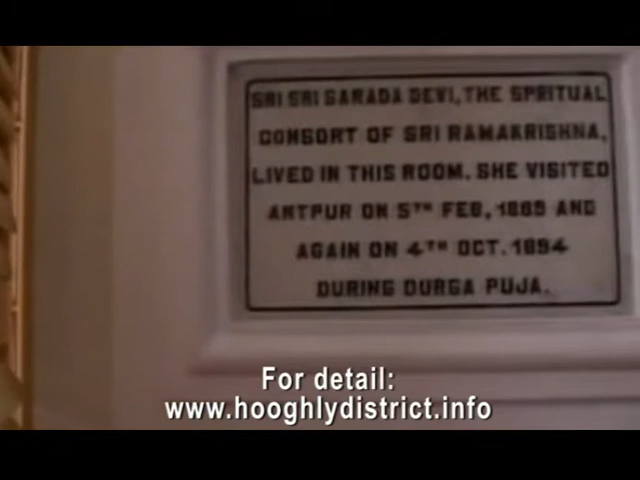 SRI SRI SARADA DEVI, THE SPRITUAL
CONSORT OF SRI RAMAKRISHNA,
LIVED IN THIS ROOM. SHE VISITED
ANTPUR ON 5TH FEB, 1889 AND
AGAIN ON 4TH OCT. 1894
DURING DURGA PUJA.
For detail:
www.hooghlydistrict.info